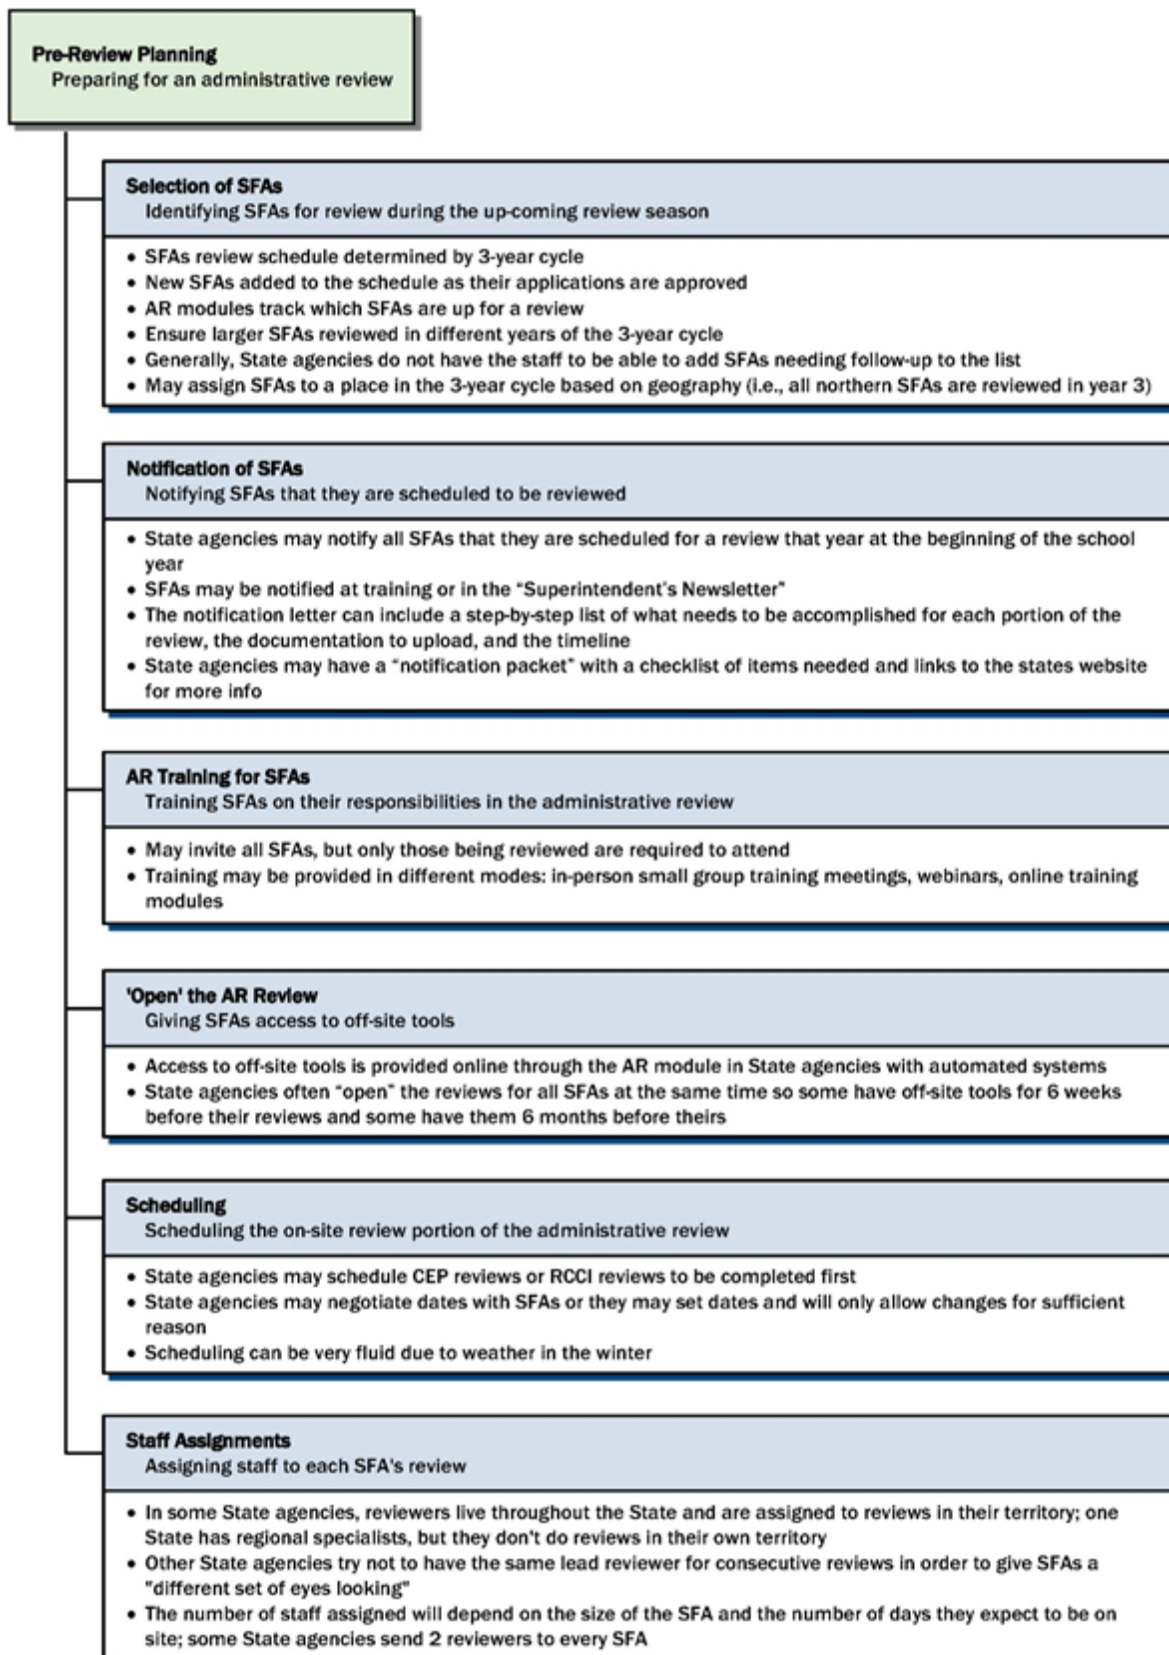 Pre-Review Planning
Preparing for an administrative review
Selection of SFAs
Identifying SFAs for review during the up-coming review season
• SFAs review schedule determined by 3-year cycle
• New SFAs added to the schedule as their applications are approved
• AR modules track which SFAs are up for a review
• Ensure larger SFAs reviewed in different years of the 3-year cycle
• Generally, State agencies do not have the staff to be able to add SFAs needing follow-up to the list
• May assign SFAs to a place in the 3-year cycle based on geography (i.e., all northern SFAs are reviewed in year 3)
Notification of SFAs
Notifying SFAs that they are scheduled to be reviewed
• State agencies may notify all SFAs that they are scheduled for a review that year at the beginning of the school
year
• SFAs may be notified at training or in the “Superintendent's Newsletter”
• The notification letter can include a step-by-step list of what needs to be accomplished for each portion of the
review, the documentation to upload, and the timeline
• State agencies may have a “notification packet” with a checklist of items needed and links to the states website
for more info
AR Training for SFAs
Training SFAs on their responsibilities in the administrative review
• May invite all SFAs, but only those being reviewed are required to attend
• Training may be provided in different modes: in-person small group training meetings, webinars, online training
modules
'Open' the AR Review
Giving SFAs access to off-site tools
• Access to off-site tools is provided online through the AR module in State agencies with automated systems
• State agencies often “open” the reviews for all SFAs at the same time so some have off-site tools for 6 weeks
before their reviews and some have them 6 months before theirs
Scheduling
Scheduling the on-site review portion of the administrative review
• State agencies may schedule CEP reviews or RCCI reviews to be completed first
• State agencies may negotiate dates with SFAs or they may set dates and will only allow changes for sufficient
reason
• Scheduling can be very fluid due to weather in the winter
Staff Assignments
Assigning staff to each SFA's review
• In some State agencies, reviewers live throughout the State and are assigned to reviews in their territory; one
State has regional specialists, but they don't do reviews in their own territory
• Other State agencies try not to have the same lead reviewer for consecutive reviews in order to give SFAs a
"different set of eyes looking"
• The number of staff assigned will depend on the size of the SFA and the number of days they expect to be on
site; some State agencies send 2 reviewers to every SFA